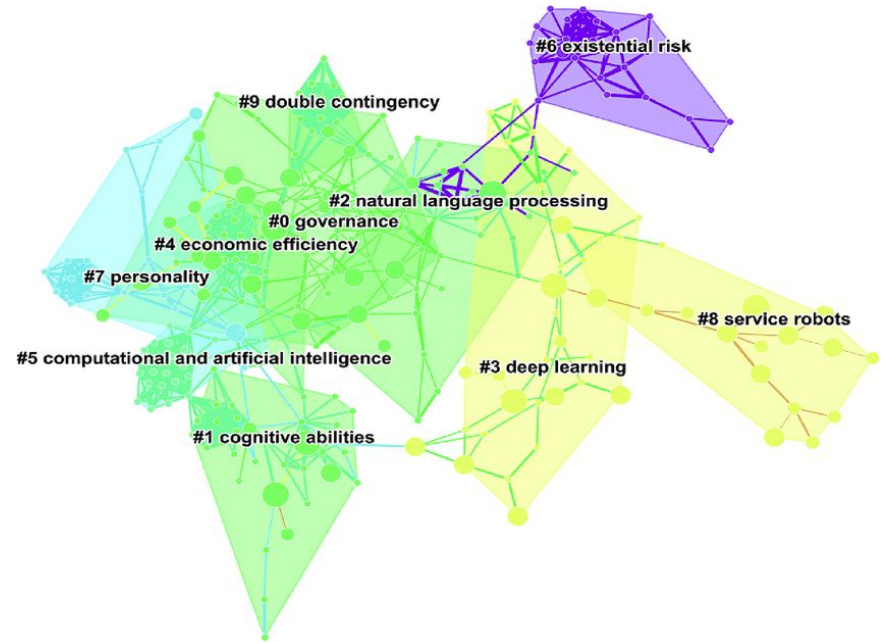 #6 existential risk
#9 double contingency
#2 natural language processing
#0 governance
#4 economic efficiency
#7 personality
#8 service robots
#5 computational and artificial intelligence
#3 deep learning
#1 cognitive abilities